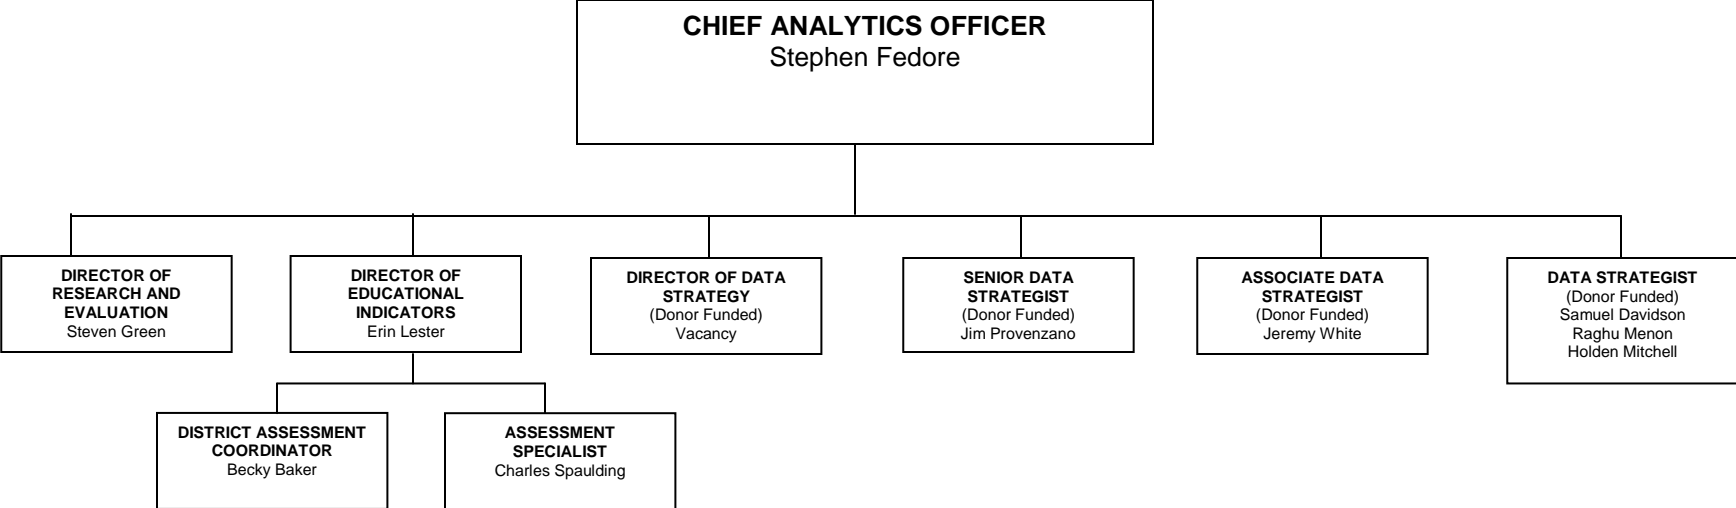 CHIEF ANALYTICS OFFICER
Stephen Fedore
DIRECTOR OF
RESEARCH AND
EVALUATION
Steven Green
DIRECTOR OF
EDUCATIONAL
INDICATORS
Erin Lester
DIRECTOR OF DATA
STRATEGY
(Donor Funded)
Vacancy
SENIOR DATA
STRATEGIST
(Donor Funded)
Jim Provenzano
ASSOCIATE DATA
STRATEGIST
(Donor Funded)
Jeremy White
DATA STRATEGIST
(Donor Funded)
Samuel Davidson
Raghu Menon
Holden Mitchell
DISTRICT ASSESSMENT
COORDINATOR
Becky Baker
ASSESSMENT
SPECIALIST
Charles Spaulding